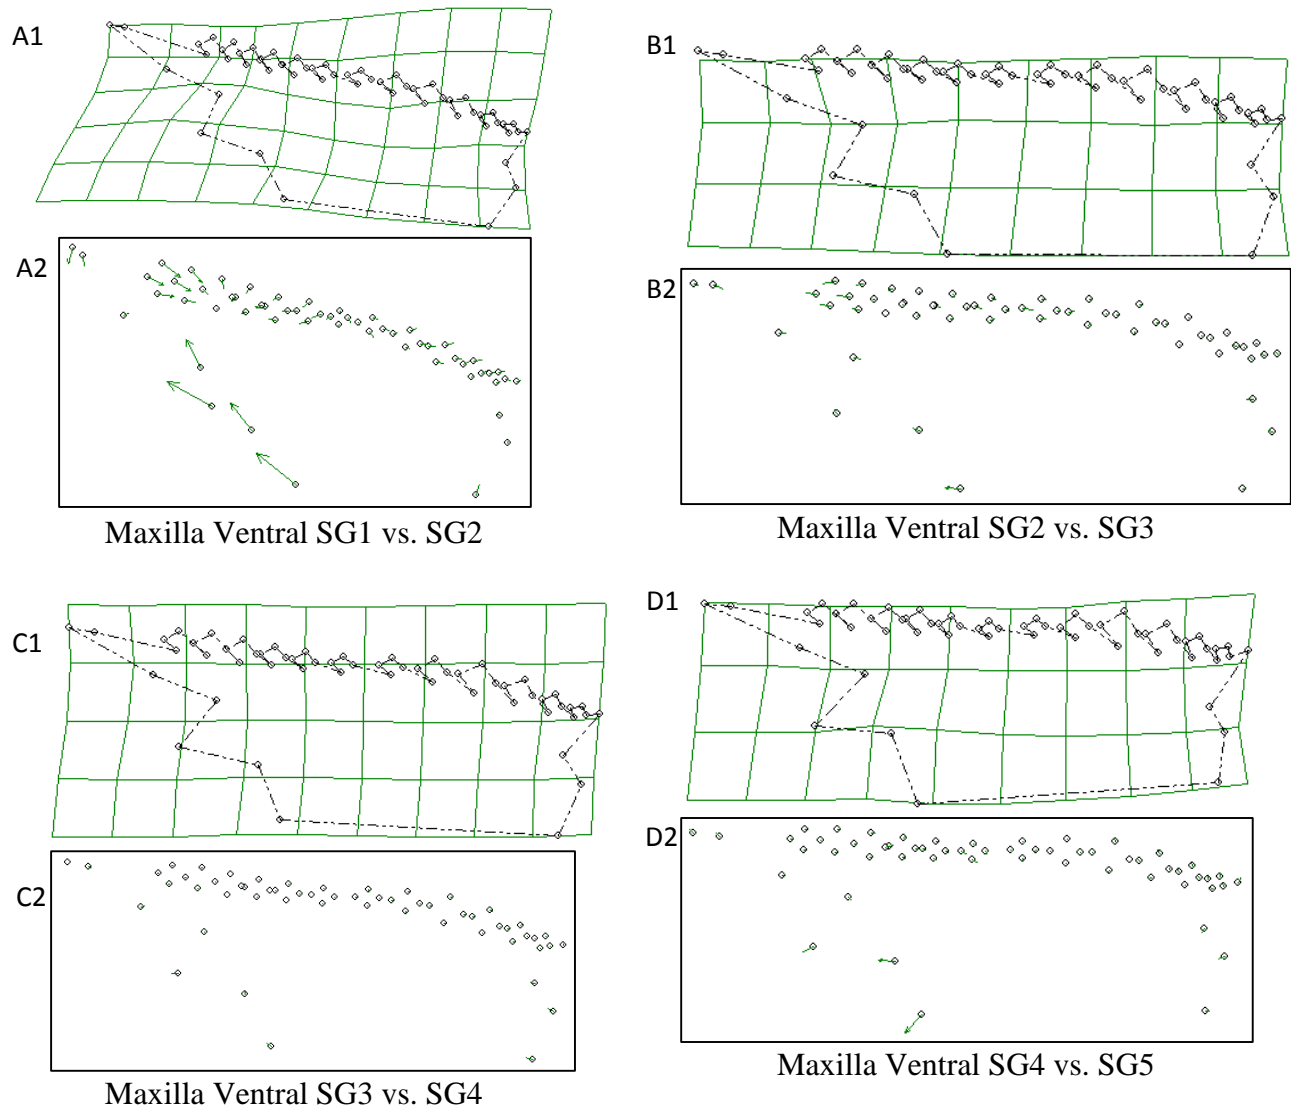 A1
A2
Maxilla Ventral SG1 vs. SG2
B1
B2
Maxilla Ventral SG2 vs. SG3
C1
C2
Maxilla Ventral SG3 vs. SG4
D1
D2
Maxilla Ventral SG4 vs. SG5